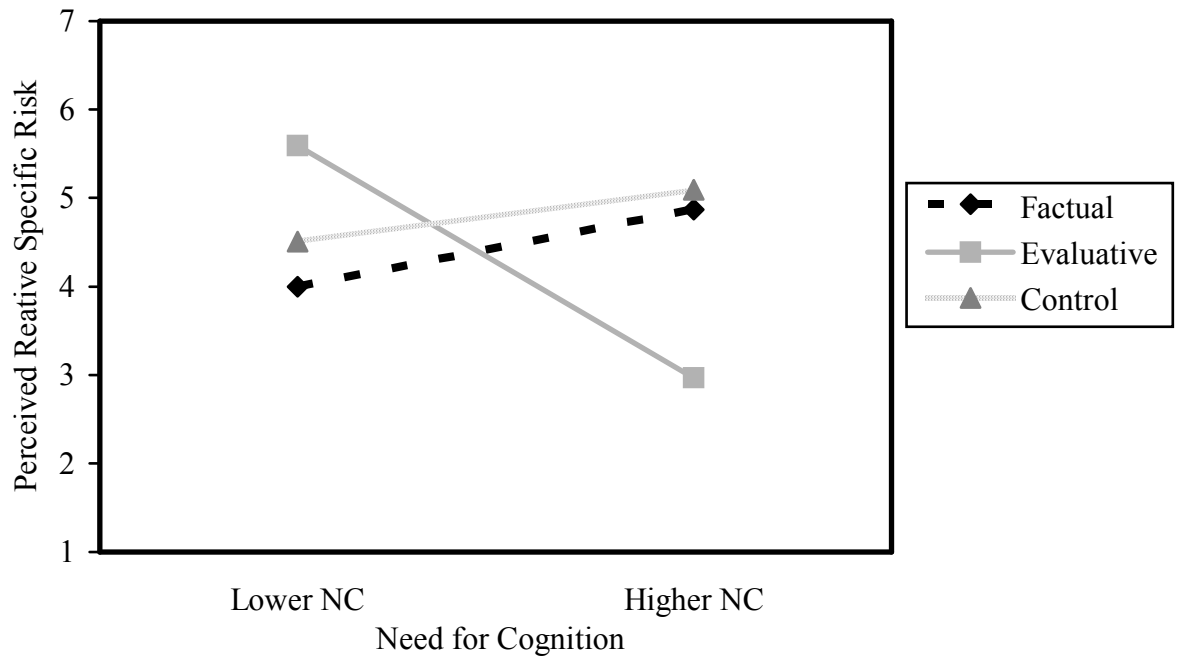 7
6
5
4
3
2
1
Perceived Reative Specific Risk
Lower NC
Higher NC
Need for Cognition
Factual
Evaluative
Control